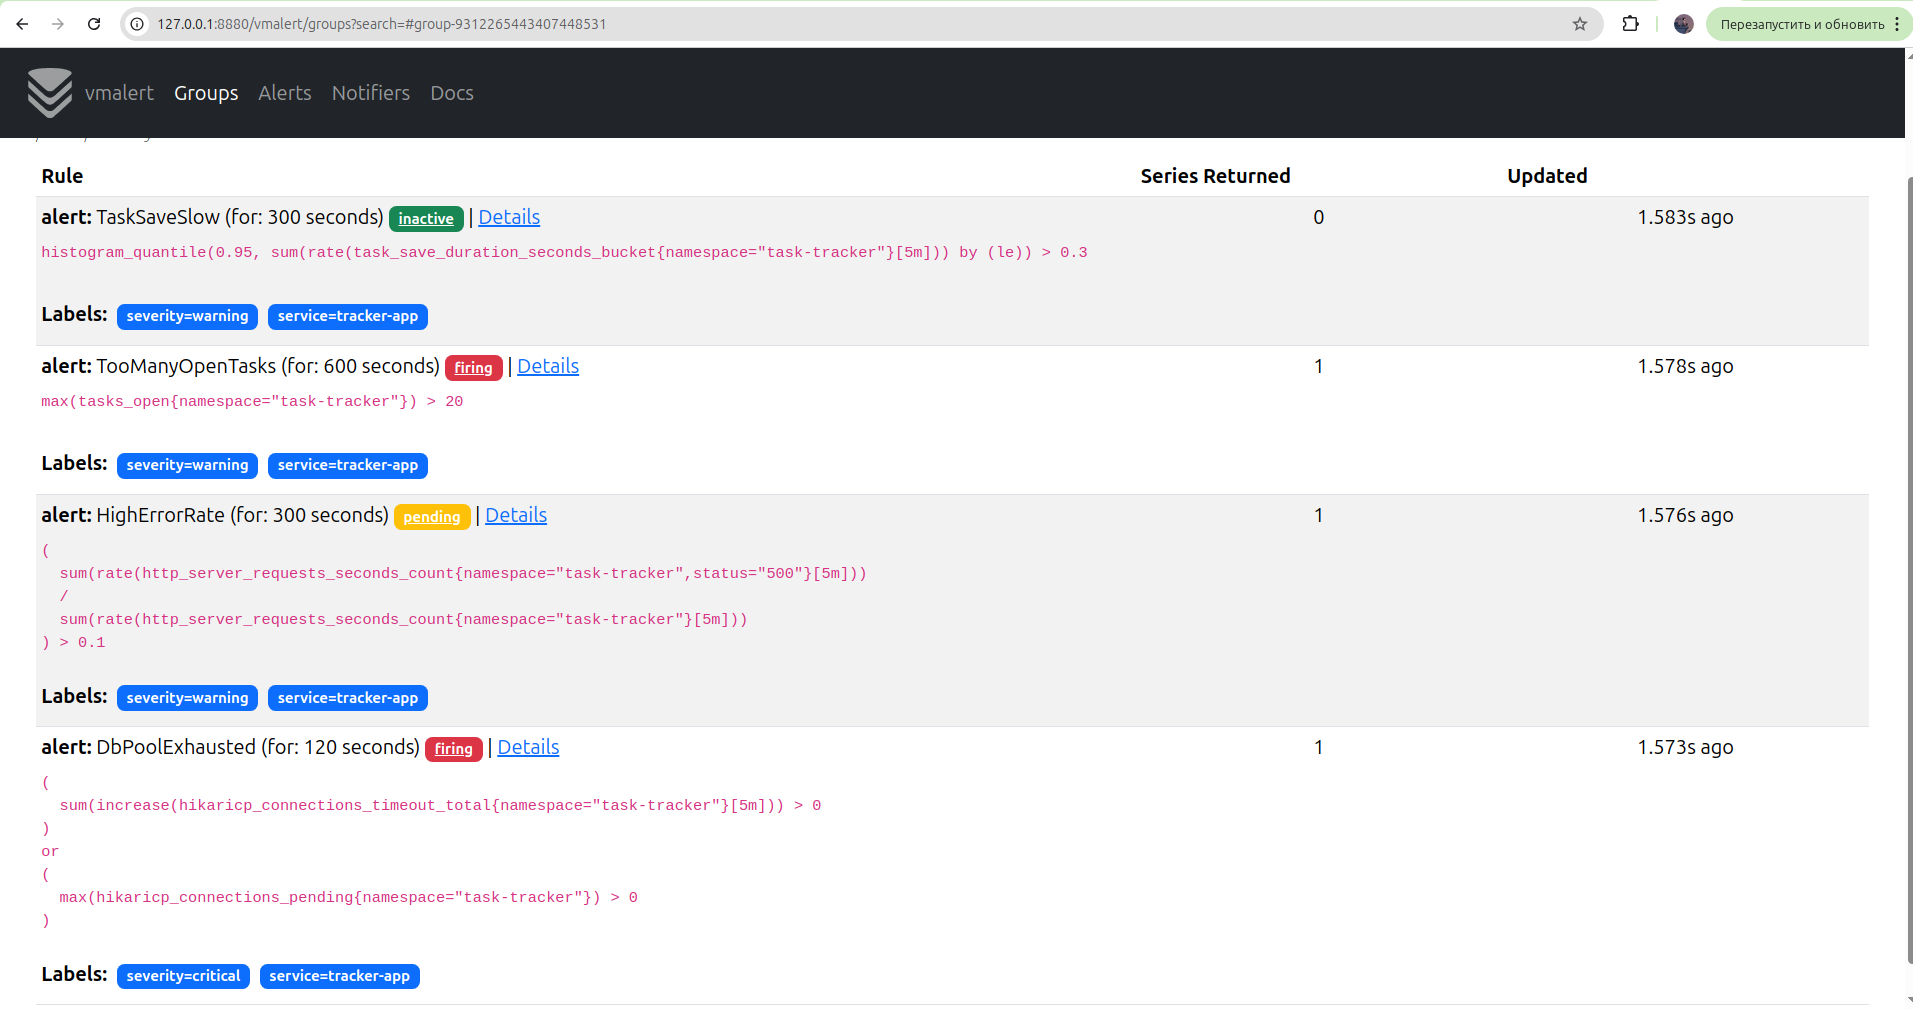 127.0.0.1:8880/vmalert/groups?search=#group-9312265443407448531
Перезапустить и обновить
vmalert Groups Alerts Notifiers Docs
Rule Series Returned Updated
alert: TaskSaveSlow (for: 300 seconds) inactive | Details 0 1.583s ago
histogram_quantile(0.95, sum(rate(task_save_duration_seconds_bucket{namespace="task-tracker"}[5m])) by (le)) > 0.3
Labels: severity=warning service=tracker-app
alert: TooManyOpenTasks (for: 600 seconds) firing | Details 1 1.578s ago
max(tasks_open{namespace="task-tracker"}) > 20
Labels: severity=warning service=tracker-app
alert: HighErrorRate (for: 300 seconds) pending | Details 1 1.576s ago
(
sum(rate(http_server_requests_seconds_count{namespace="task-tracker",status="500"}[5m]))
/
sum(rate(http_server_requests_seconds_count{namespace="task-tracker"}[5m]))
) > 0.1
Labels: severity=warning service=tracker-app
alert: DbPoolExhausted (for: 120 seconds) firing | Details 1 1.573s ago
(
sum(increase(hikaricp_connections_timeout_total{namespace="task-tracker"}[5m])) > 0
)
or
(
max(hikaricp_connections_pending{namespace="task-tracker"}) > 0
)
Labels: severity=critical service=tracker-app